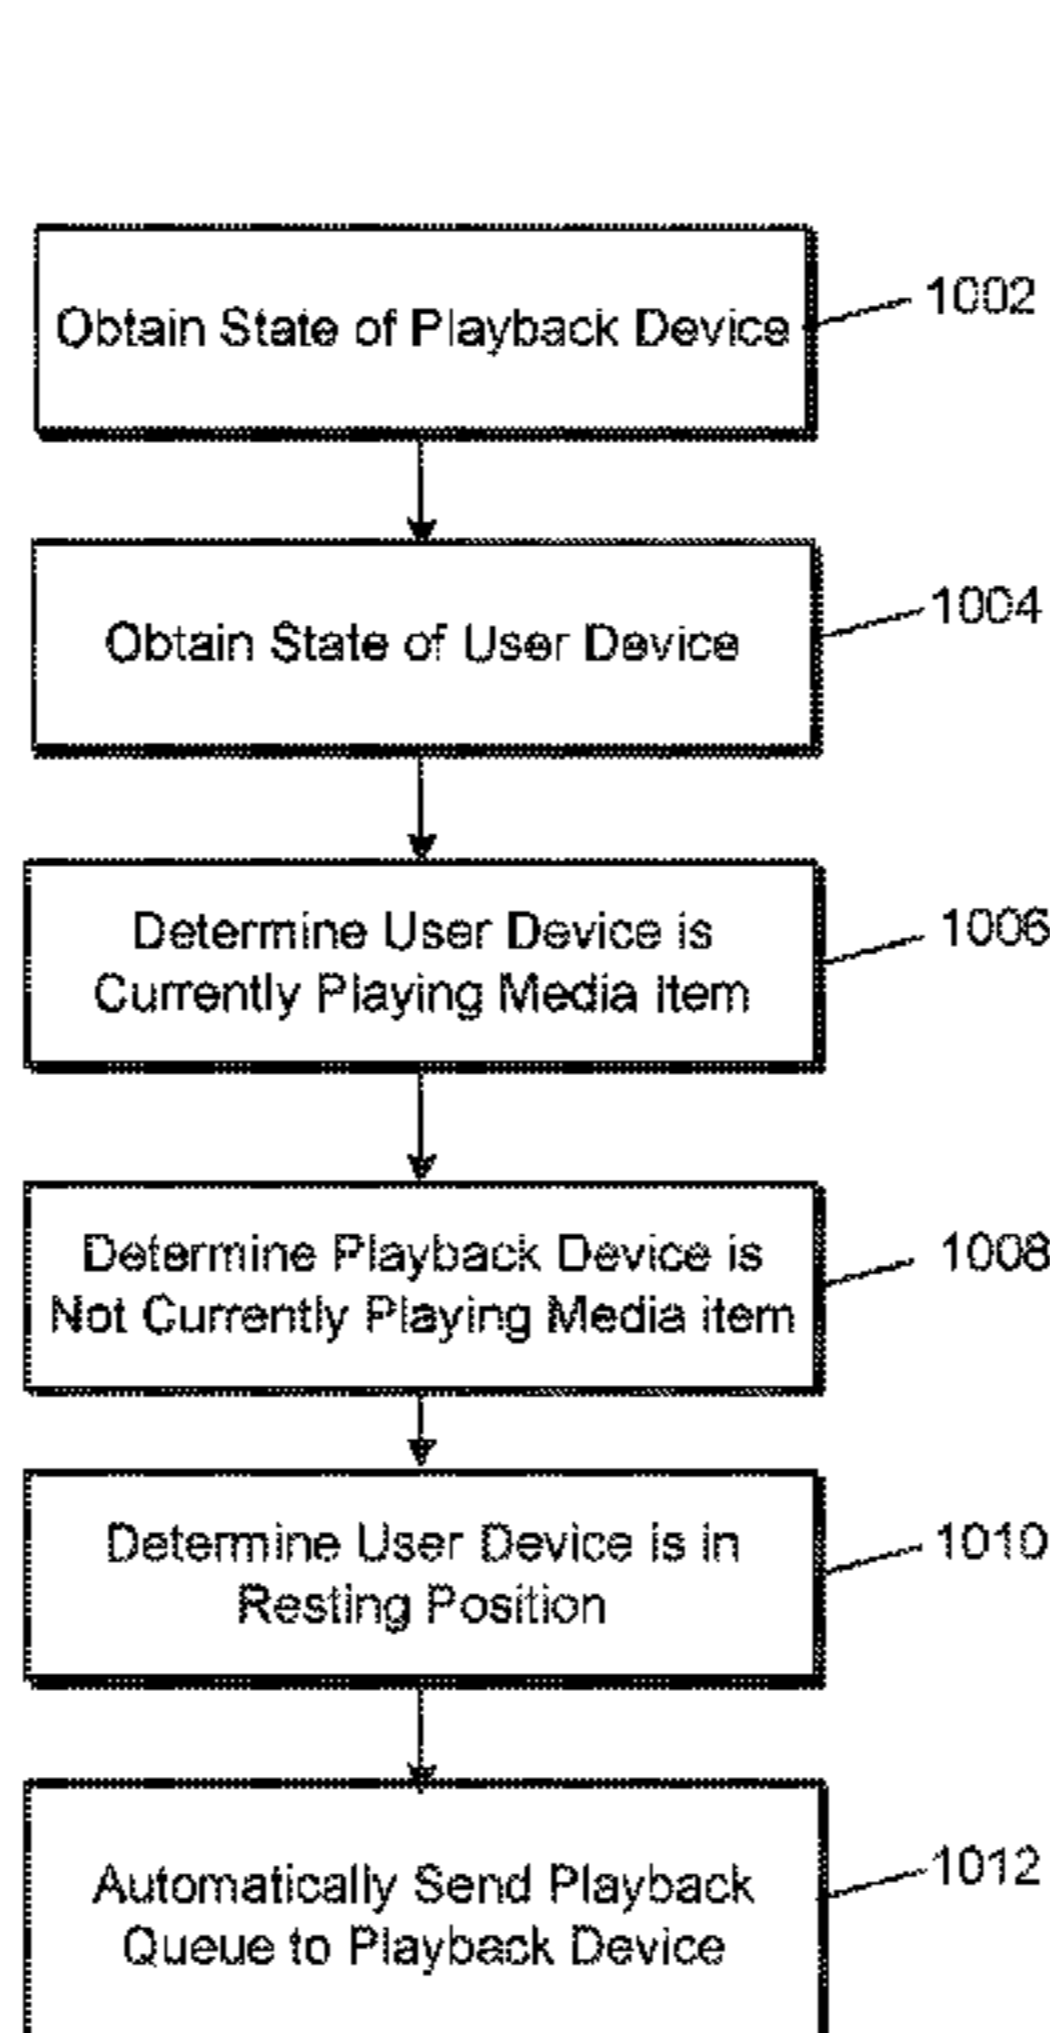 Obtain State of Playback Device
1002
Obtain State of User Device
1004
Determine User Device is
Currently Playing Media item
1006
Determine Playback Device is
Not Currently Playing Media item
1008
Determine User Device is in
Resting Position
1010
Automatically Send Playback
Queue to Playback Device
1012